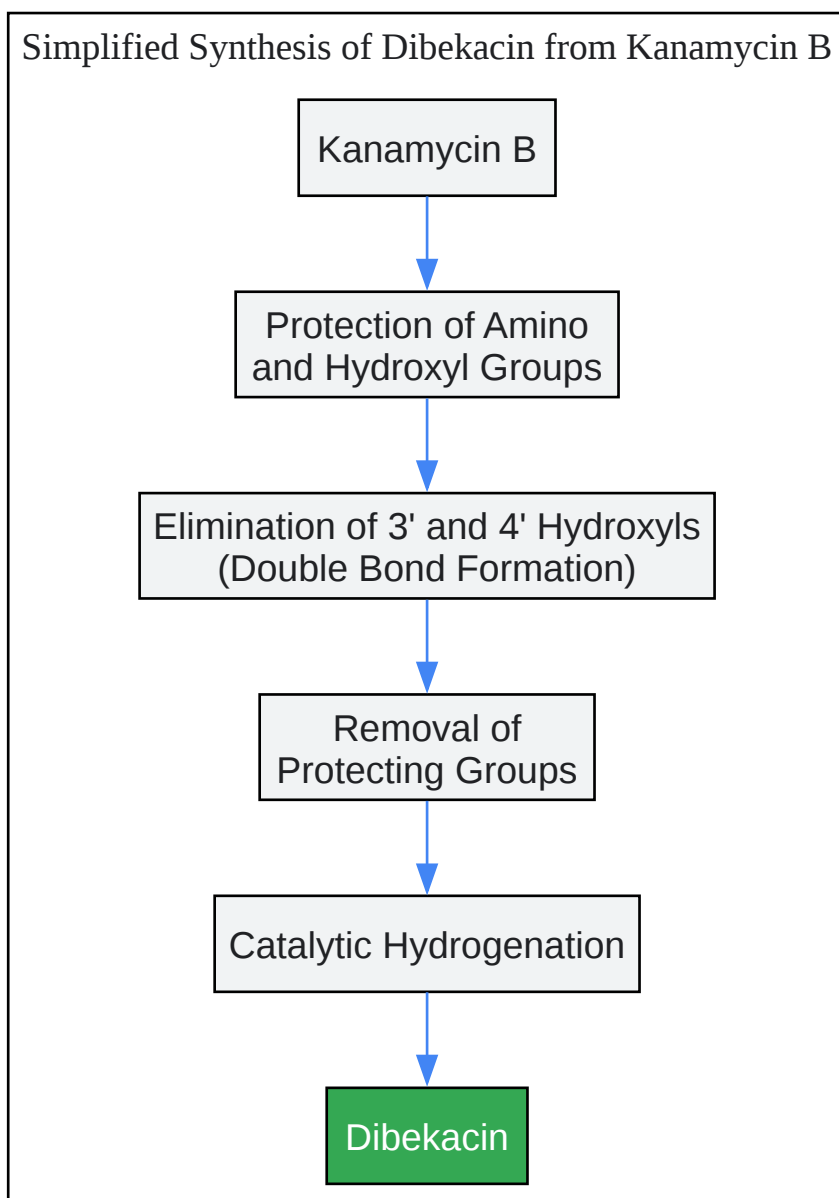 Simplified Synthesis of Dibekacin from Kanamycin B
Kanamycin B
Protection of Amino
and Hydroxyl Groups
Elimination of 3' and 4' Hydroxyls
(Double Bond Formation)
Removal of
Protecting Groups
Catalytic Hydrogenation
Dibekacin